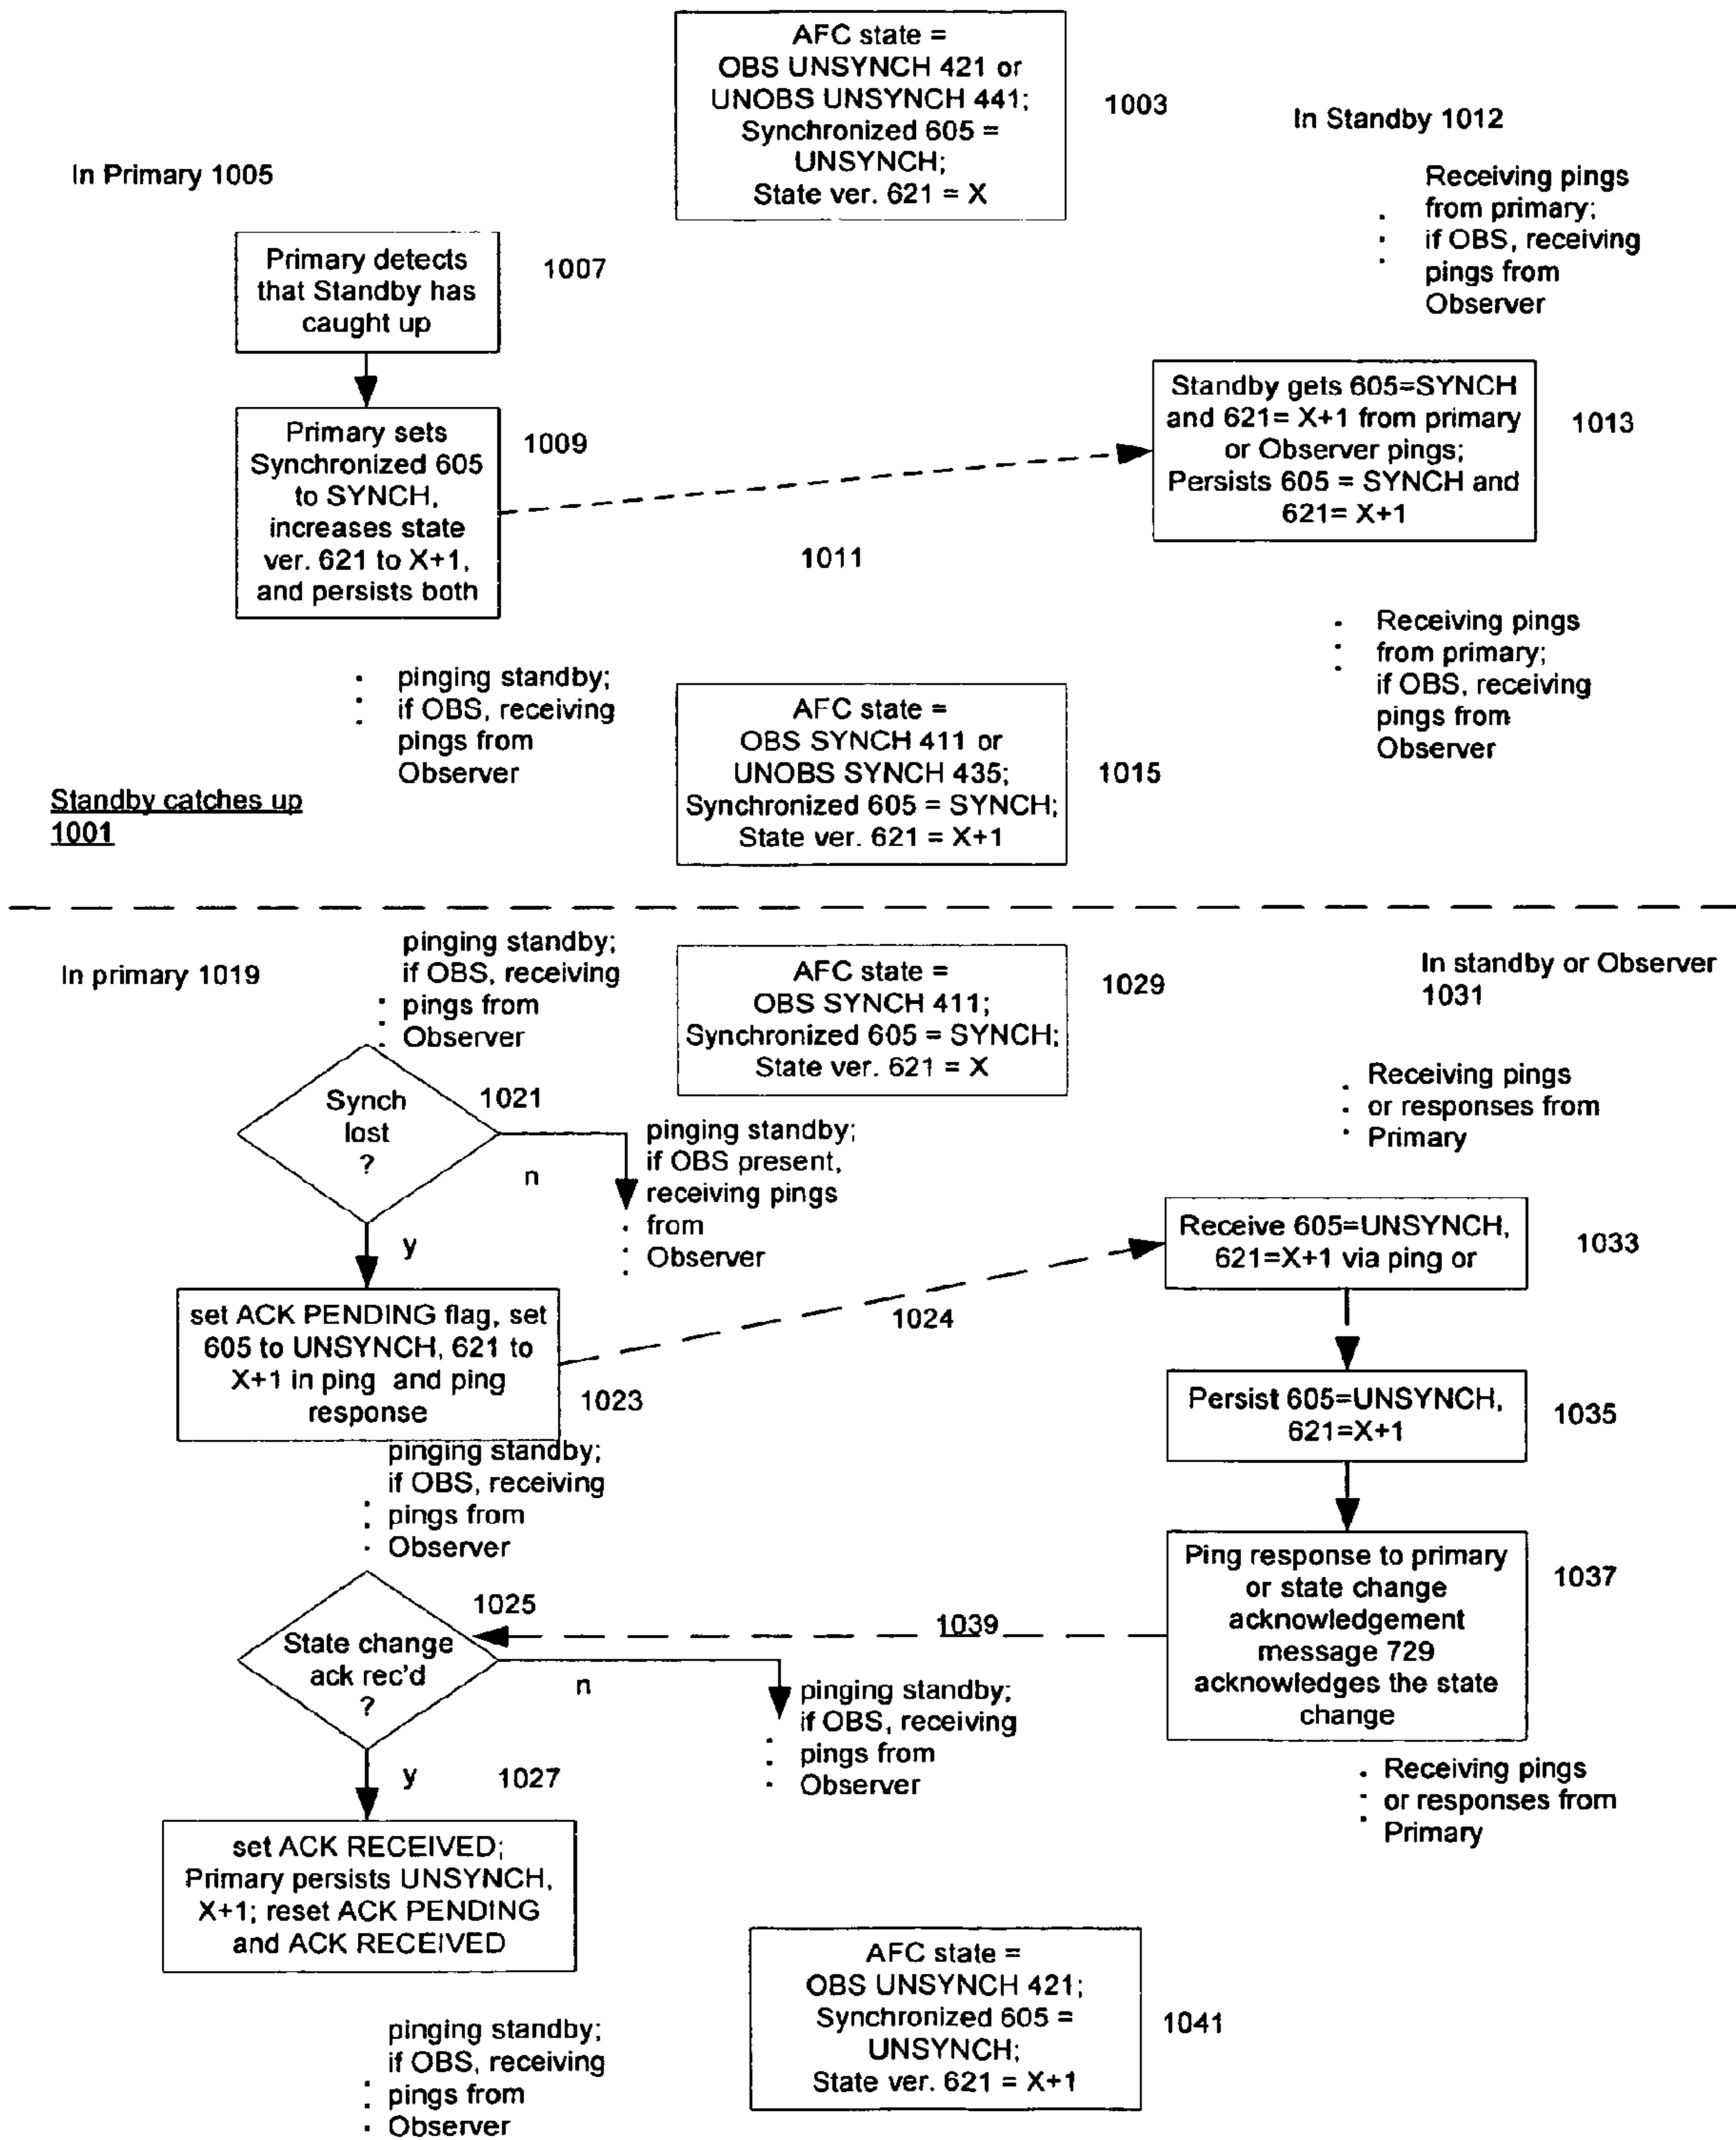 AFC state =
OBS UNSYNCH 421 or
UNOBS UNSYNCH 441;
Synchronized 605 =
UNSYNCH;
State ver. 621 = X
1003
In Standby 1012
In Primary 1005
Receiving pings
from primary;
if OBS, receiving
pings from
Observer
Primary detects
that Standby has
caught up
1007
Primary sets
Synchronized 605
to SYNCH,
increases state
ver. 621 to X+1,
and persists both
1009
1011
Standby gets 605=SYNCH
and 621= X+1 from primary
or Observer pings;
Persists 605 = SYNCH and
621= X+1
1013
pinging standby;
if OBS, receiving
pings from
Observer
Receiving pings
from primary;
if OBS, receiving
pings from
Observer
AFC state =
OBS SYNCH 411 or
UNOBS SYNCH 435;
Synchronized 605 = SYNCH;
State ver. 621 = X+1
1015
Standby catches up
1001
In primary 1019
pinging standby;
if OBS, receiving
pings from
Observer
AFC state =
OBS SYNCH 411;
Synchronized 605 = SYNCH;
State ver. 621 = X
1029
In standby or Observer
1031
Receiving pings
or responses from
Primary
Synch
lost
?
1021
n
y
pinging standby;
if OBS present,
receiving pings
from
Observer
set ACK PENDING flag, set
605 to UNSYNCH, 621 to
X+1 in ping and ping
response
1023
1024
Receive 605=UNSYNCH,
621=X+1 via ping or
1033
Persist 605=UNSYNCH,
621=X+1
1035
pinging standby;
if OBS, receiving
pings from
Observer
Ping response to primary
or state change
acknowledgement
message 729
acknowledges the state
change
1037
1039
State change
ack rec'd
?
1025
n
y
pinging standby;
if OBS, receiving
pings from
Observer
Receiving pings
or responses from
Primary
1027
set ACK RECEIVED;
Primary persists UNSYNCH,
X+1; reset ACK PENDING
and ACK RECEIVED
AFC state =
OBS UNSYNCH 421;
Synchronized 605 =
UNSYNCH;
State ver. 621 = X+1
1041
pinging standby;
if OBS, receiving
pings from
Observer